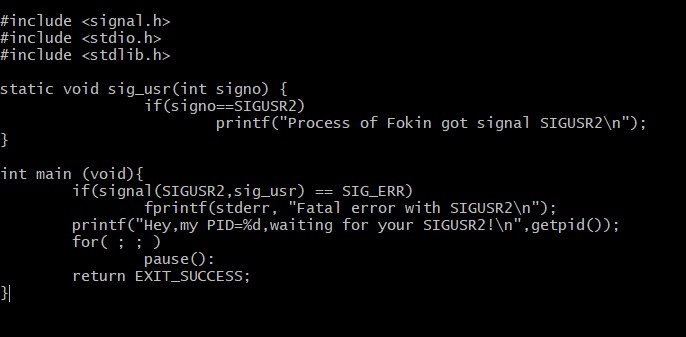 #include <signal.h>
#include <stdio.h>
#include <stdlib.h>
static void sig_usr(int signo) {
if(signo==SIGUSR2)
printf("Process of Fokin got signal SIGUSR2\n");
}
int main (void){
if(signal(SIGUSR2,sig_usr) == SIG_ERR)
fprintf(stderr, "Fatal error with SIGUSR2\n");
printf("Hey,my PID=%d,waiting for your SIGUSR2!\n",getpid());
for( ; ; )
pause():
return EXIT_SUCCESS;
}